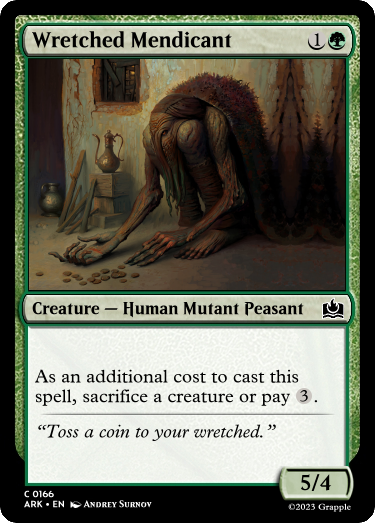 Wretched Mendicant 1
Creature — Human Mutant Peasant
As an additional cost to cast this
spell, sacrifice a creature or pay 3.
“Toss a coin to your wretched.”
5/4
C 0166
ARK • EN Andrey Surnov
©2023 Grapple